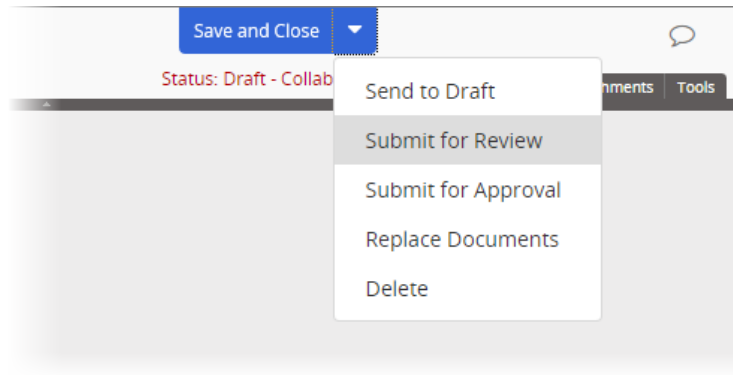 Save and Close
Status: Draft - Collab
Tools
Send to Draft
Submit for Review
Submit for Approval
Replace Documents
Delete